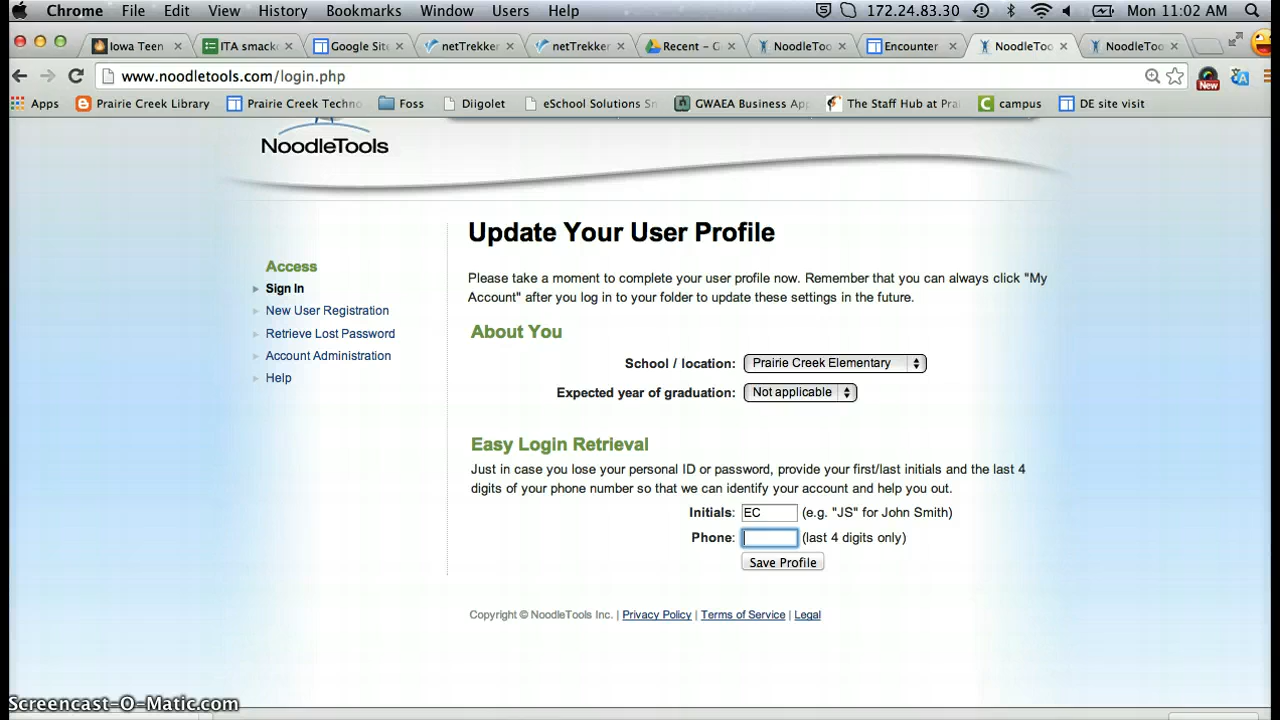 Chrome File Edit View History Bookmarks Window Users Help 172.24.83.30 Mon 11:02 AM
Iowa Teen ITA smack Google Site netTrekker netTrekker Recent – G NoodleToo Encounter NoodleToo NoodleToo
www.noodletools.com/login.php New
Apps Prairie Creek Library Prairie Creek Techno Foss Diigolet eSchool Solutions Sn GWAEA Business Ap The Staff Hub at Prai campus DE site visit
NoodleTools
Update Your User Profile
Access
Sign In
New User Registration
Retrieve Lost Password
Account Administration
Help
Please take a moment to complete your user profile now. Remember that you can always click "My
Account" after you log in to your folder to update these settings in the future.
About You
School / location: Prairie Creek Elementary
Expected year of graduation: Not applicable
Easy Login Retrieval
Just in case you lose your personal ID or password, provide your first/last initials and the last 4
digits of your phone number so that we can identify your account and help you out.
Initials: EC (e.g. "JS" for John Smith)
Phone: (last 4 digits only)
Save Profile
Copyright © NoodleTools Inc. | Privacy Policy | Terms of Service | Legal
Screencast-O-Matic.com